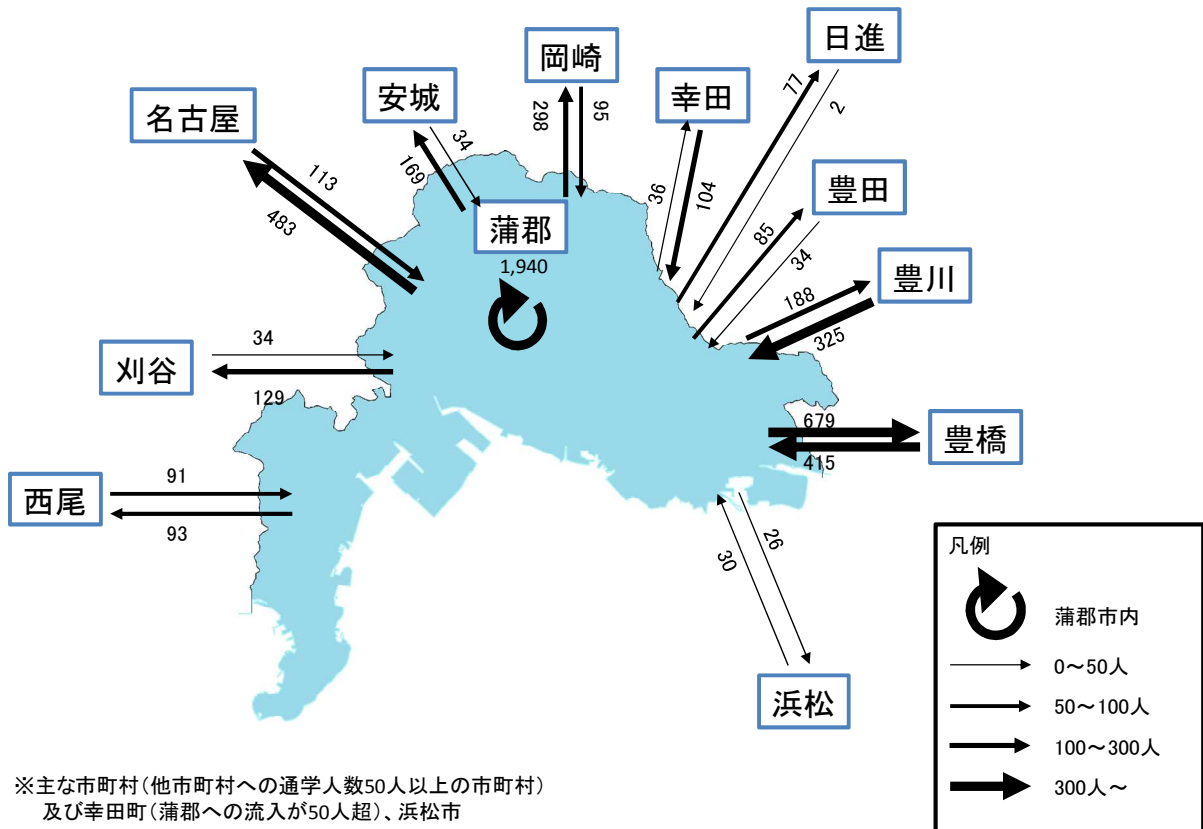 日進
岡崎
幸田
安城
名古屋
77
2
298
95
34
169
113
483
36
104
豊田
85
34
蒲郡
1,940
豊川
188
325
34
刈谷
129
679
豊橋
415
91
西尾
93
26
30
浜松
凡例
蒲郡市内
0～50人
50～100人
100～300人
300人～
※主な市町村（他市町村への通学人数50人以上の市町村）
及び幸田町（蒲郡への流入が50人超）、浜松市